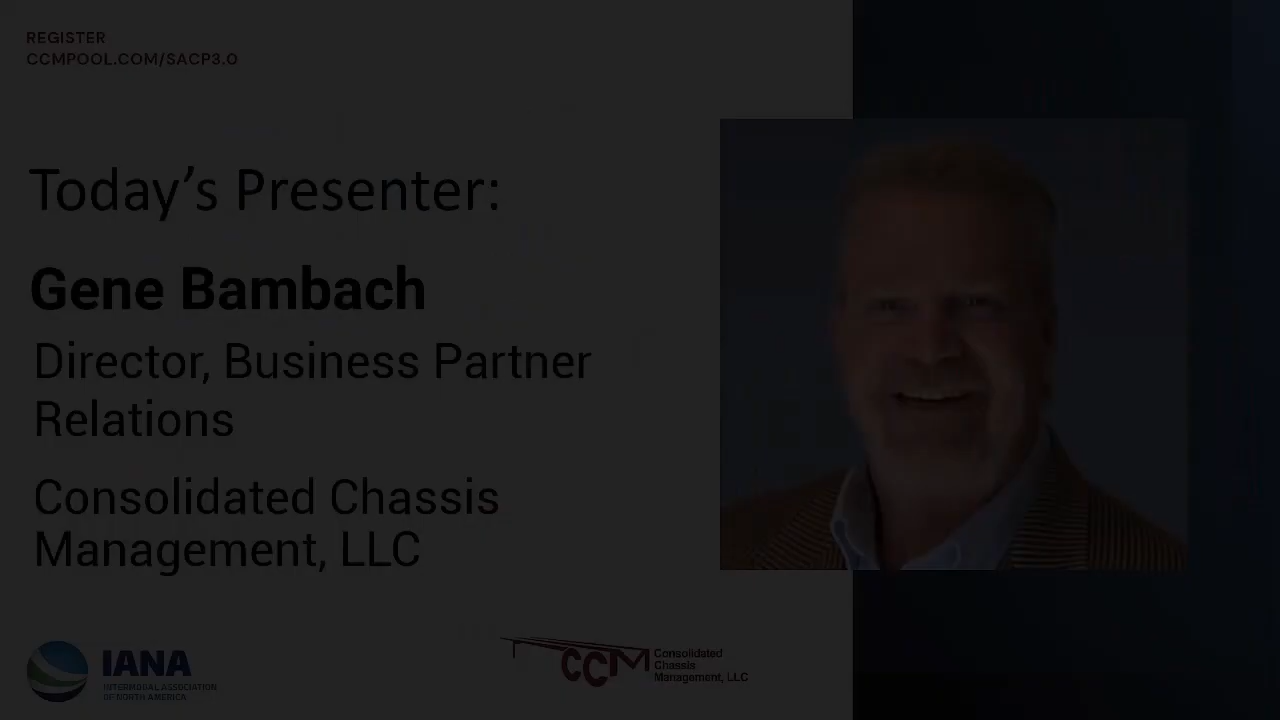 REGISTER
CCMPOOL.COM/SACP3.0
Today’s Presenter:
Gene Bambach
Director, Business Partner
Relations
Consolidated Chassis
Management, LLC
IANA
INTERMODAL ASSOCIATION
OF NORTH AMERICA
CCM
Consolidated
Chassis
Management, LLC